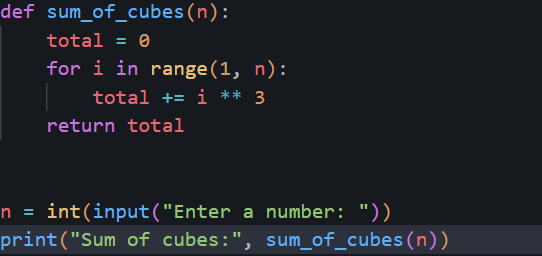 def sum_of_cubes(n):
    total = 0
    for i in range(1, n):
        total += i ** 3
    return total
n = int(input("Enter a number: "))
print("Sum of cubes:", sum_of_cubes(n))